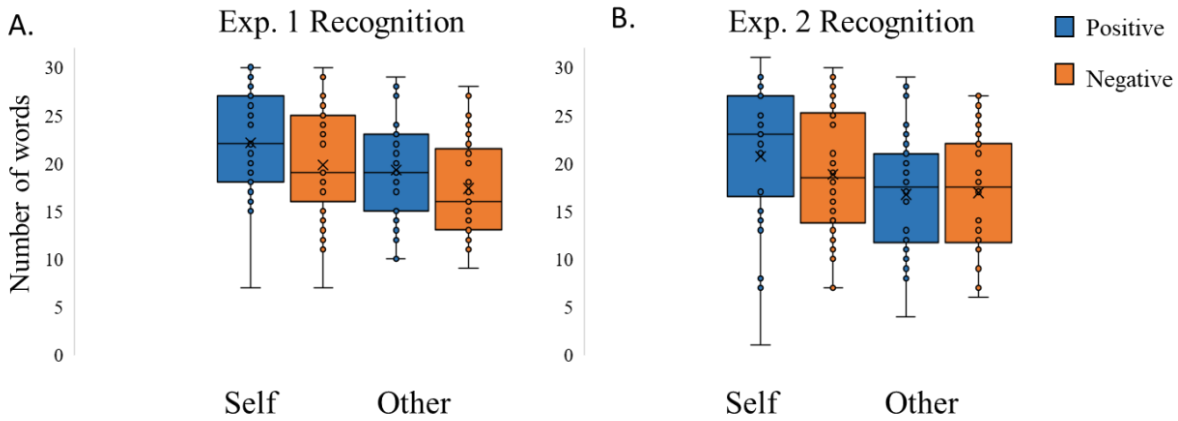 A.
Exp. 1 Recognition
Number of words
30
25
20
15
10
5
0
Self Other
B.
Exp. 2 Recognition
30
25
20
15
10
5
0
Self Other
Positive
Negative